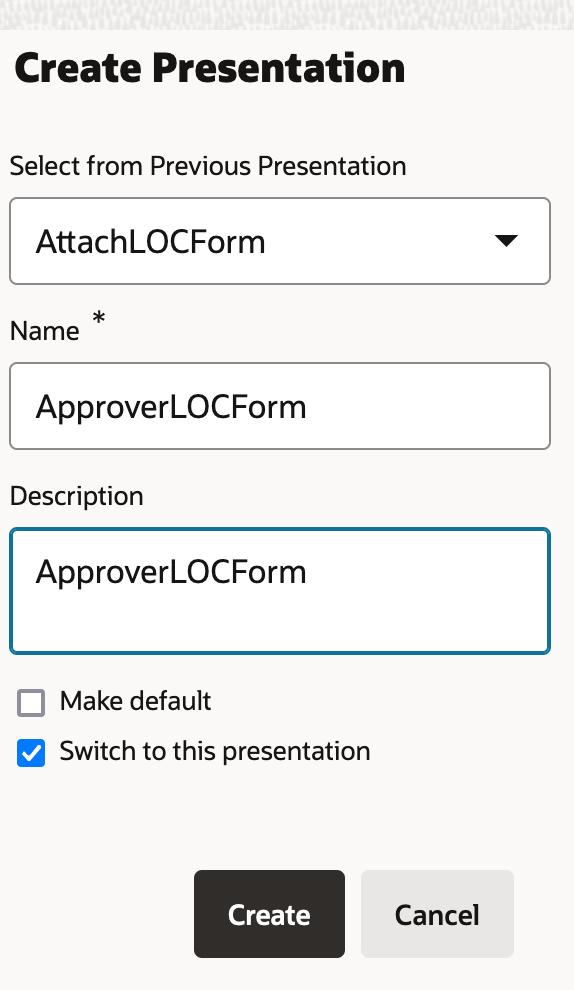 Create Presentation
Select from Previous Presentation
AttachLOCForm
Name *
ApproverLOCForm
Description
ApproverLOCForm
Make default
Switch to this presentation
Create Cancel